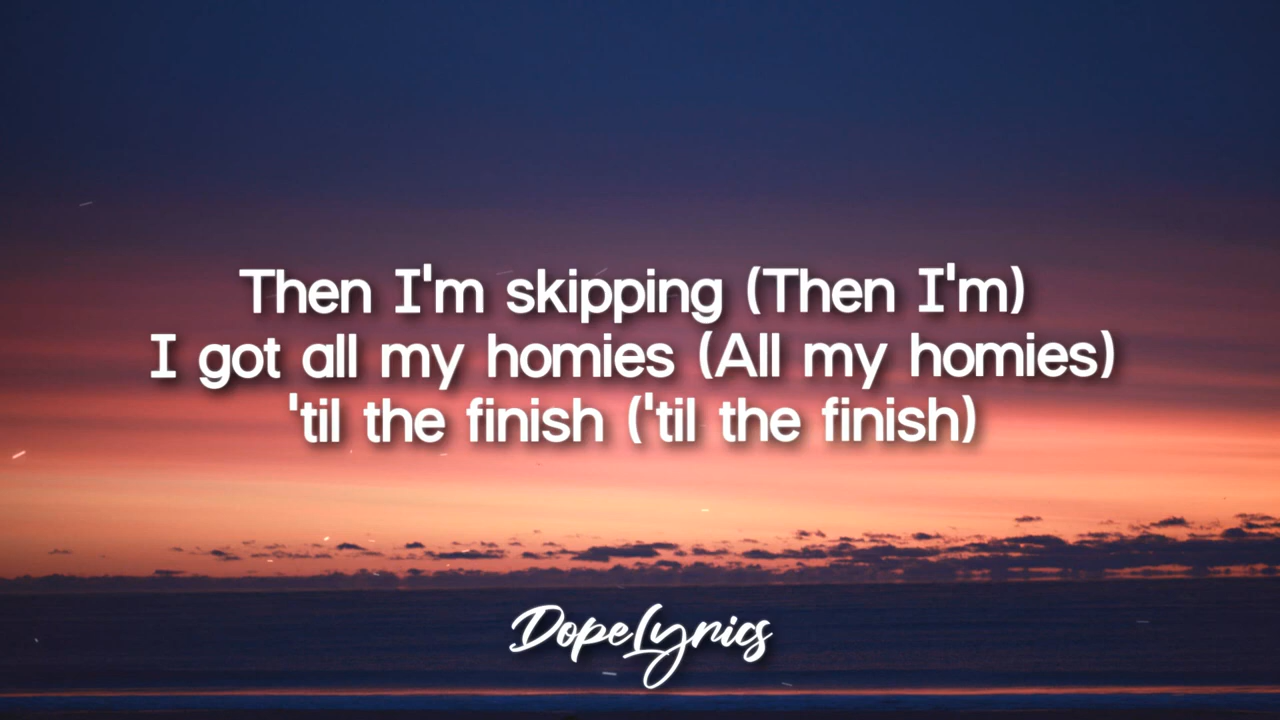 Then I'm skipping (Then I'm)
I got all my homies (All my homies)
'til the finish ('til the finish)
DopeLyrics